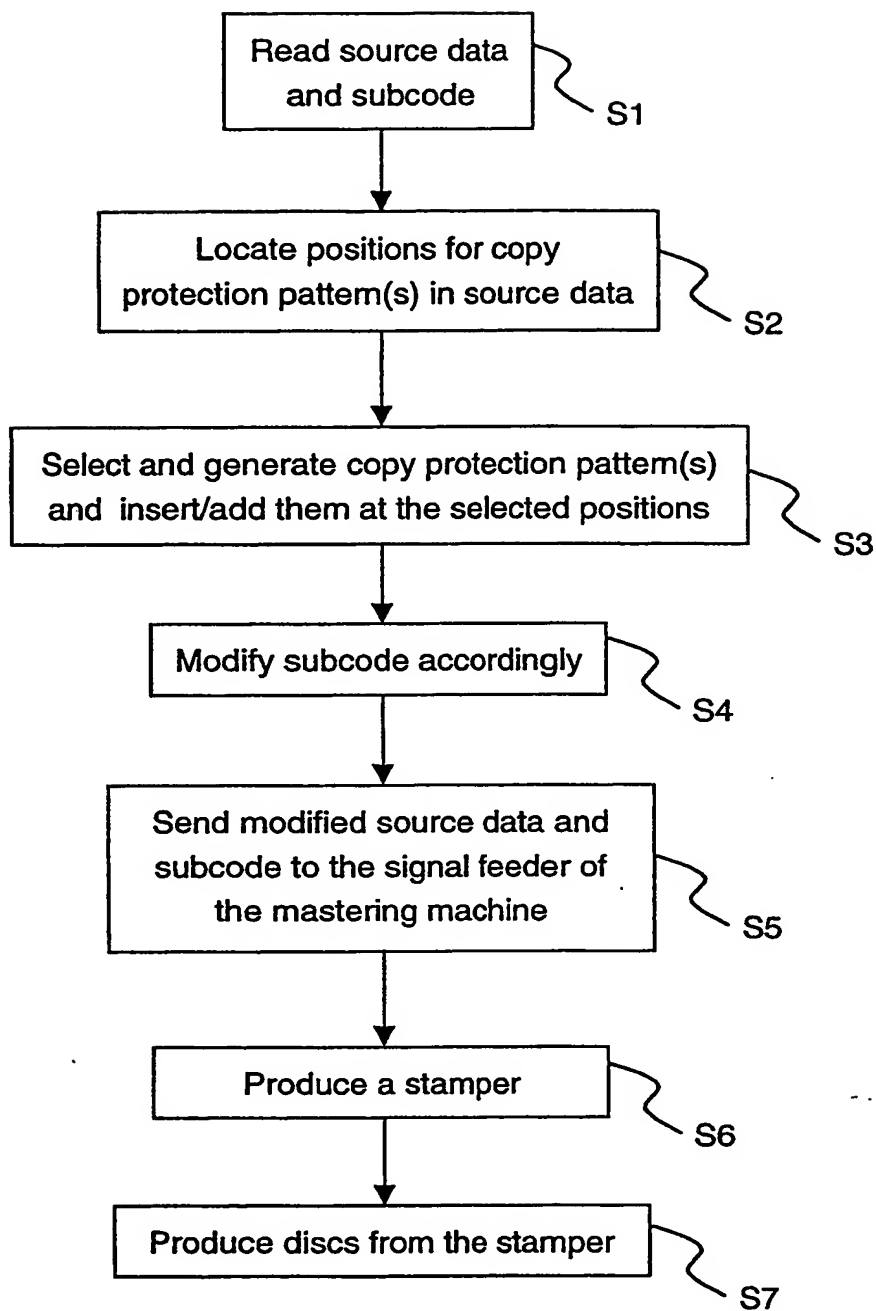 Read source data
and subcode
S1
Locate positions for copy
protection pattern(s) in source data
S2
Select and generate copy protection pattern(s)
and insert/add them at the selected positions
S3
Modify subcode accordingly
S4
Send modified source data and
subcode to the signal feeder of
the mastering machine
S5
Produce a stamper
S6
Produce discs from the stamper
S7